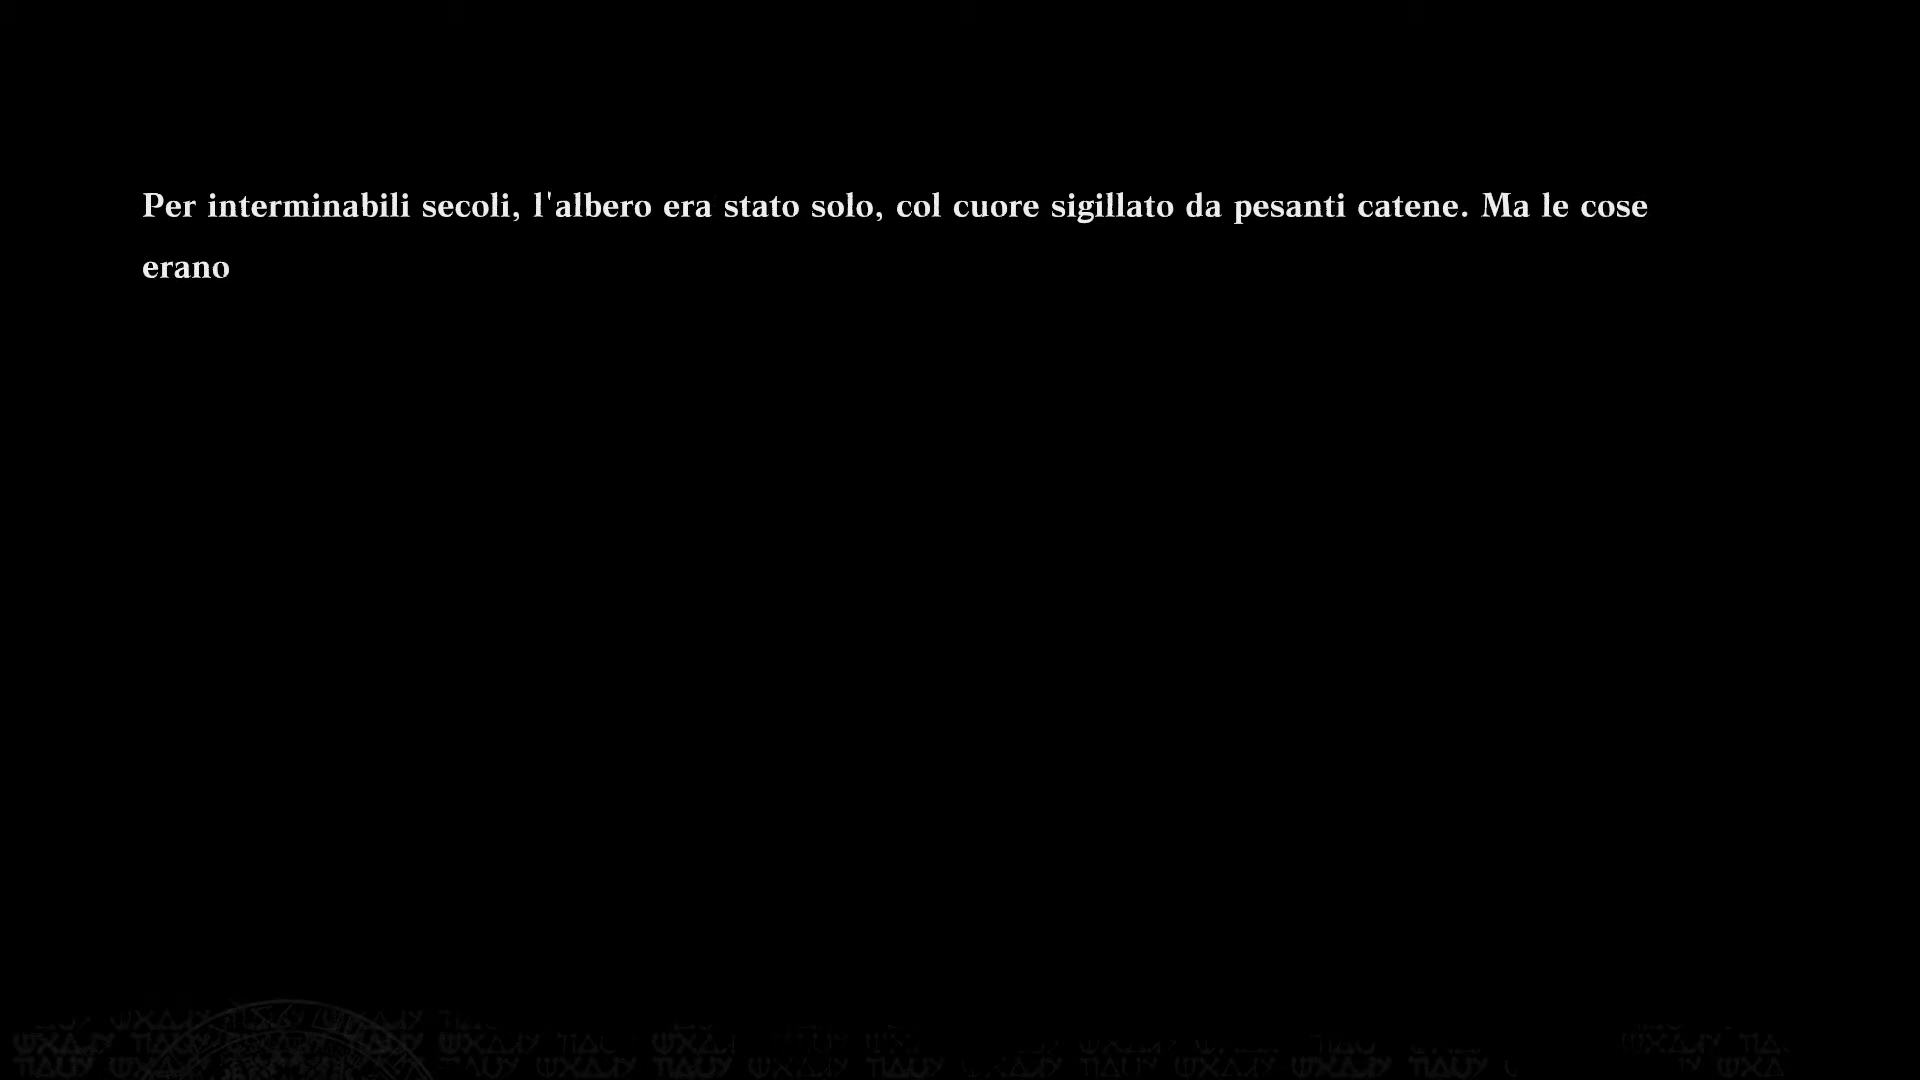 Per interminabili secoli, l'albero era stato solo, col cuore sigillato da pesanti catene. Ma le cose
erano